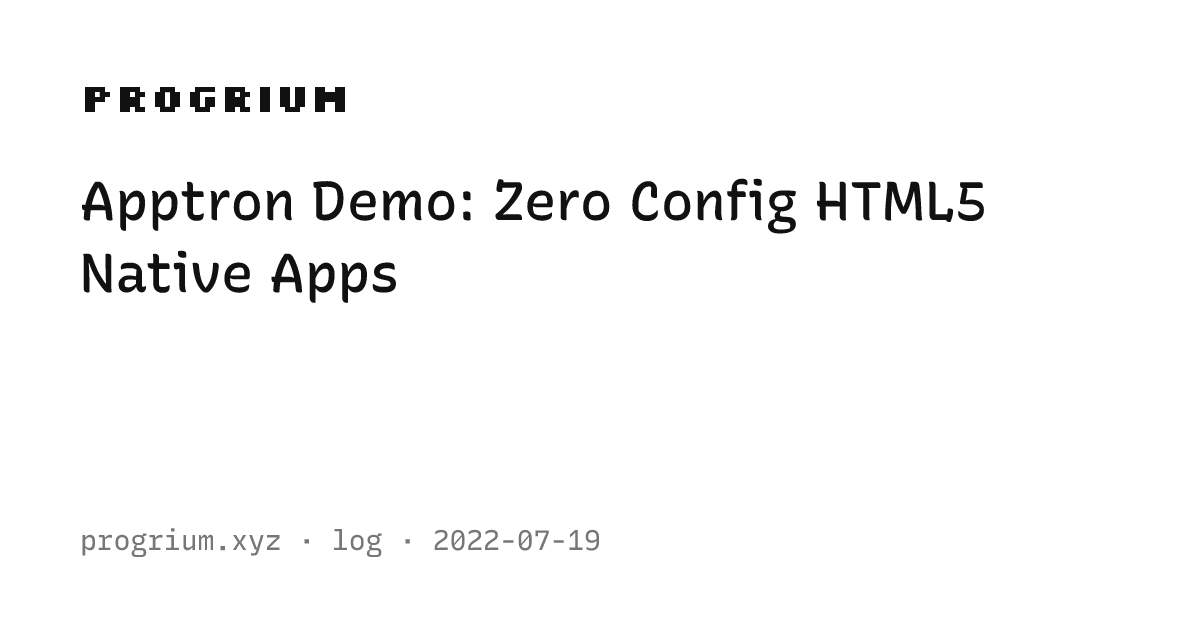 PROGRIUM
Apptron Demo: Zero Config HTML5
Native Apps
progrium.xyz · log · 2022-07-19